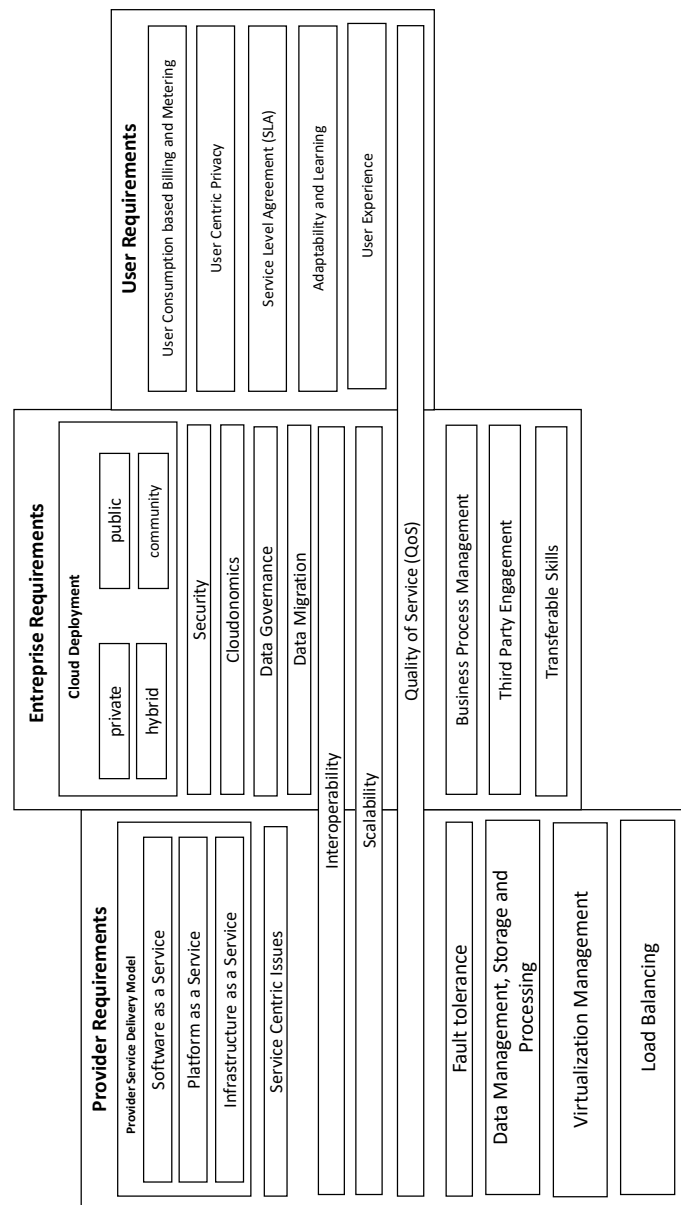 Provider Requirements
Provider Service Delivery Model
Software as a Service
Platform as a Service
Infrastructure as a Service
Service Centric Issues
Entreprise Requirements
Cloud Deployment
private
public
hybrid
community
Security
Cloudonomics
Data Governance
Data Migration
Interoperability
Scalability
Quality of Service (QoS)
User Requirements
User Consumption based Billing and Metering
User Centric Privacy
Service Level Agreement (SLA)
Adaptability and Learning
User Experience
Fault tolerance
Data Management, Storage and
Processing
Virtualization Management
Load Balancing
Business Process Management
Third Party Engagement
Transferable Skills